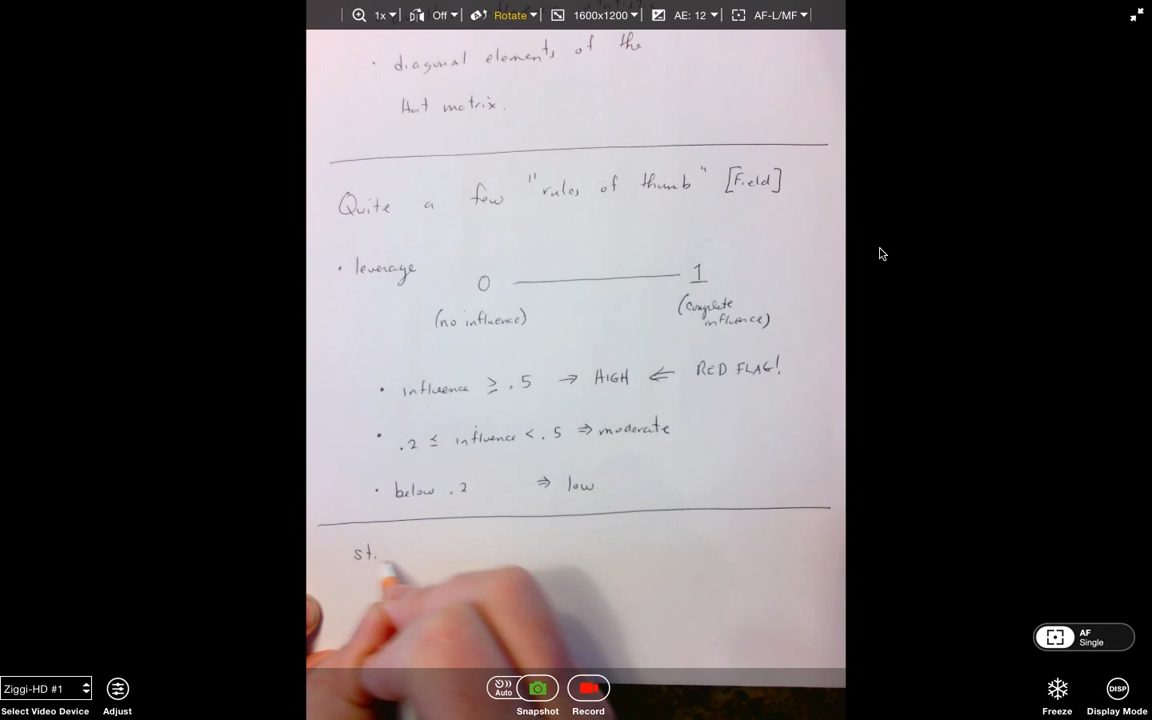 1x
Off
Rotate
1600x1200
AE: 12
AF-L/MF
· diagonal elements of the
Hat matrix.
Quite a few "rules of thumb" [Field]
· leverage 0 1
(no influence) (complete
influence)
· influence ≥ .5 → HIGH ⇐ RED FLAG!
· .2 ≤ influence < .5 ⇒ moderate
· below .2 ⇒ low
st.
AF
Single
Ziggi-HD #1
Select Video Device
Adjust
Auto
Snapshot
Record
Freeze
DISP
Display Mode